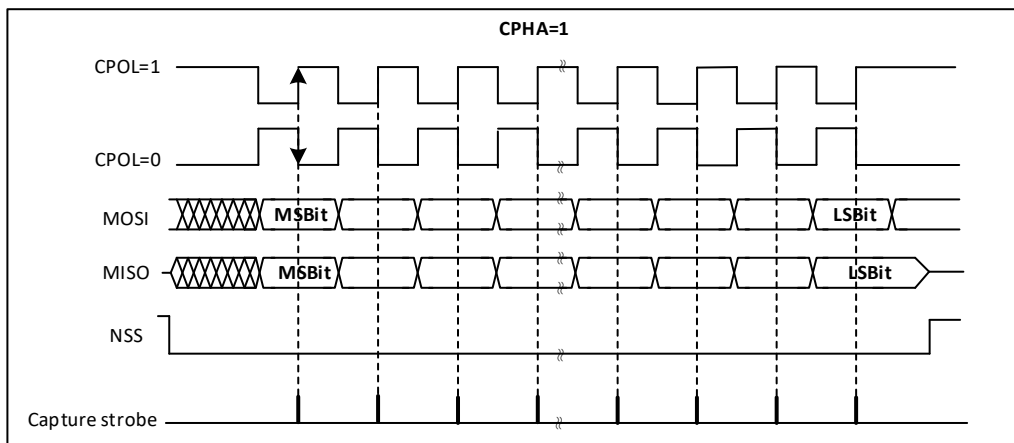 CPHA=1
CPOL=1
CPOL=0
MOSI
MSBit
LSBit
MISO
MSBit
LSBit
NSS
Capture strobe